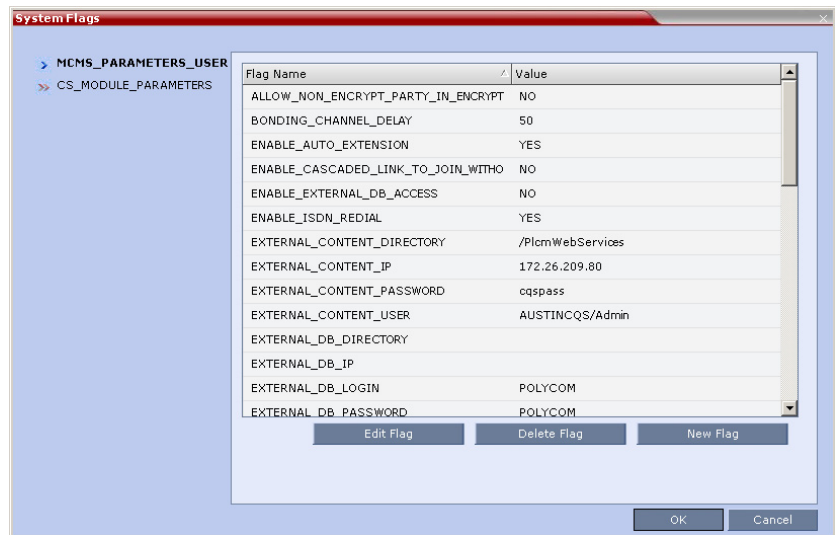 System Flags
MCMS_PARAMETERS_USER
CS_MODULE_PARAMETERS
Flag Name Value
ALLOW_NON_ENCRYPT_PARTY_IN_ENCRYPT NO
BONDING_CHANNEL_DELAY 50
ENABLE_AUTO_EXTENSION YES
ENABLE_CASCADED_LINK_TO_JOIN_WITHO NO
ENABLE_EXTERNAL_DB_ACCESS NO
ENABLE_ISDN_REDIAL YES
EXTERNAL_CONTENT_DIRECTORY /PlcmWebServices
EXTERNAL_CONTENT_IP 172.26.209.80
EXTERNAL_CONTENT_PASSWORD cqspass
EXTERNAL_CONTENT_USER AUSTINCQS/Admin
EXTERNAL_DB_DIRECTORY
EXTERNAL_DB_IP
EXTERNAL_DB_LOGIN POLYCOM
EXTERNAL_DB_PASSWORD POLYCOM
Edit Flag Delete Flag New Flag
OK Cancel